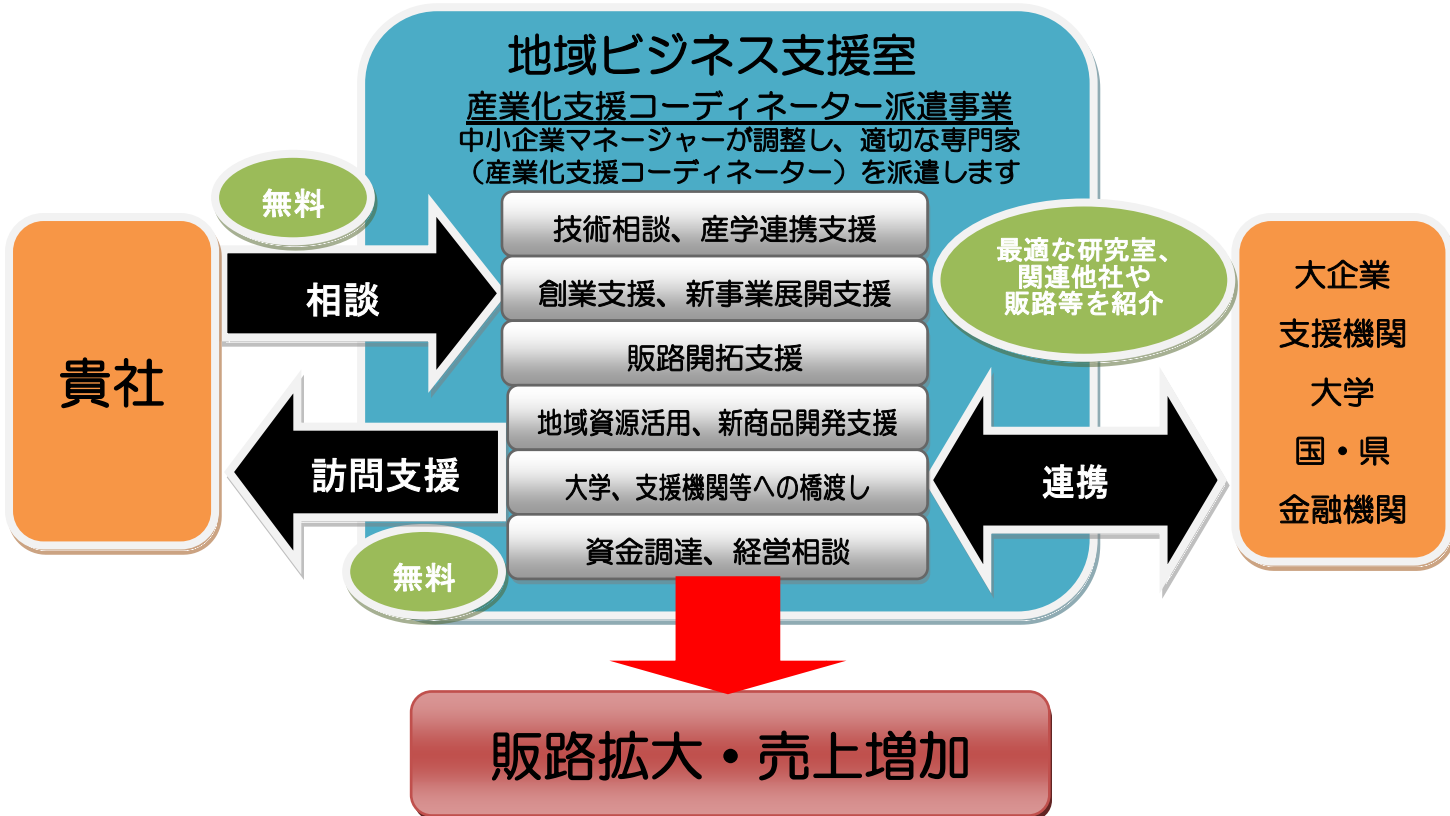 地域ビジネス支援室
産業化支援コーディネーター派遣事業
中小企業マネージャーが調整し、適切な専門家
（産業化支援コーディネーター）を派遣します
無料
貴社
相談
訪問支援
無料
技術相談、産学連携支援
創業支援、新事業展開支援
販路開拓支援
地域資源活用、新商品開発支援
大学、支援機関等への橋渡し
資金調達、経営相談
最適な研究室、
関連他社や
販路等を紹介
連携
大企業
支援機関
大学
国・県
金融機関
販路拡大・売上増加